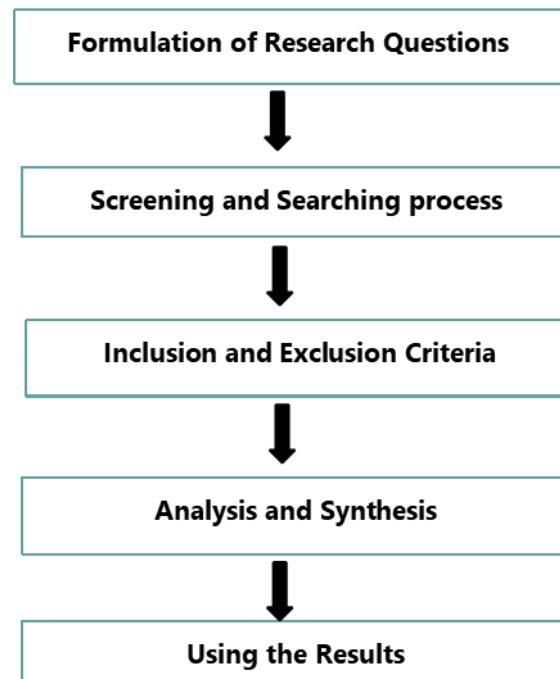 Formulation of Research Questions
Screening and Searching process
Inclusion and Exclusion Criteria
Analysis and Synthesis
Using the Results